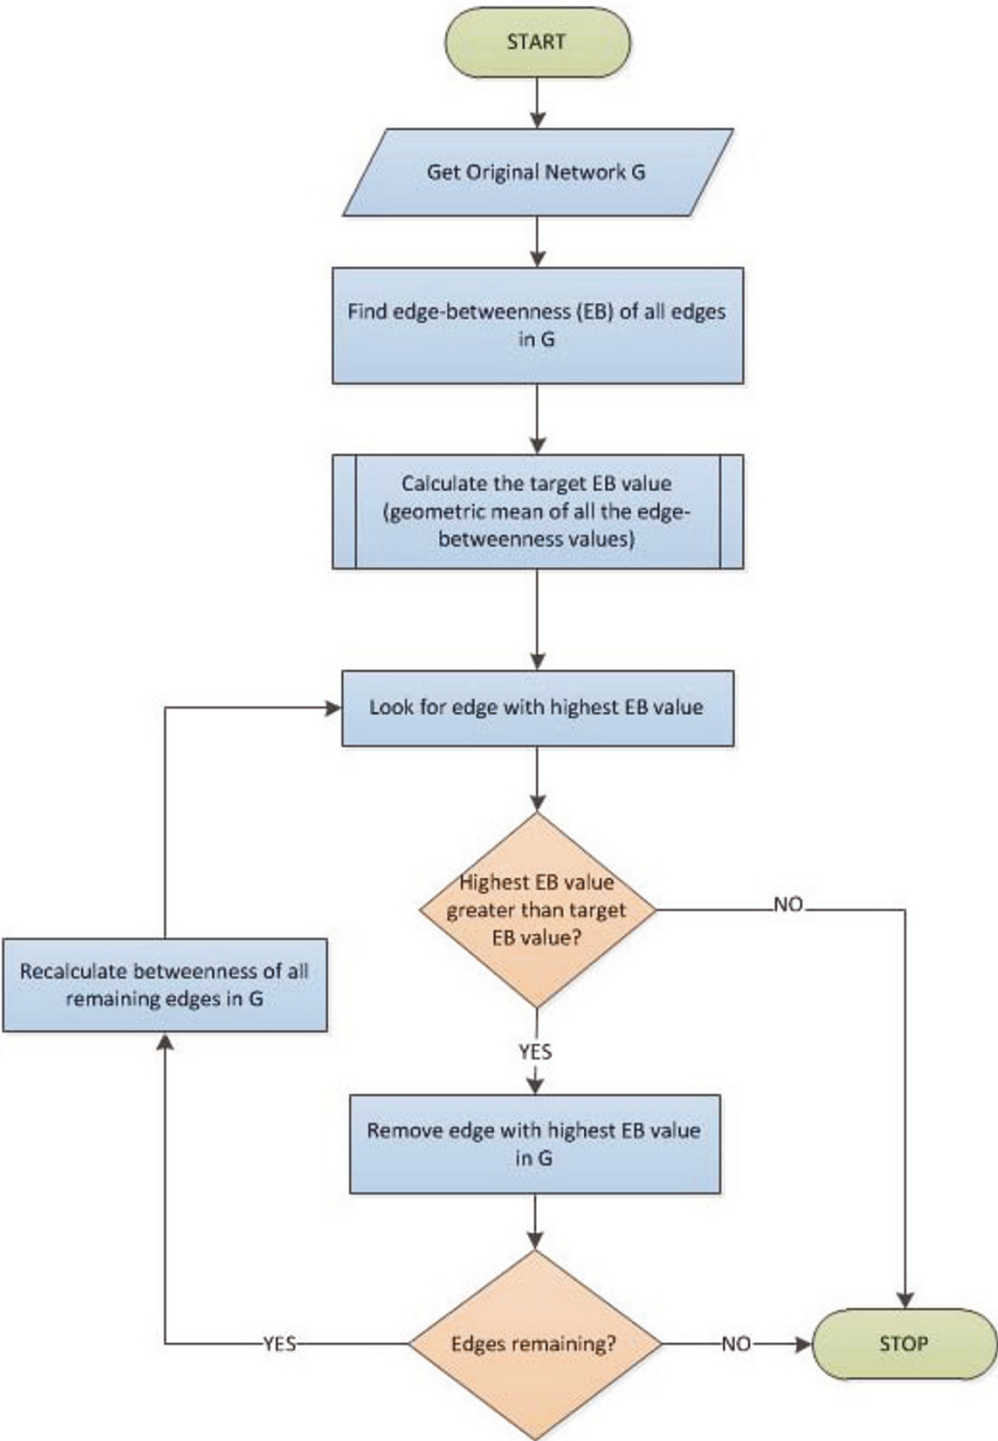 START
Get Original Network G
Find edge-betweenness (EB) of all edges
in G
Calculate the target EB value
(geometric mean of all the edge-
betweenness values)
Look for edge with highest EB value
Highest EB value
greater than target
EB value?
NO
Recalculate betweenness of all
remaining edges in G
YES
Remove edge with highest EB value
in G
Edges remaining?
YES
NO
STOP